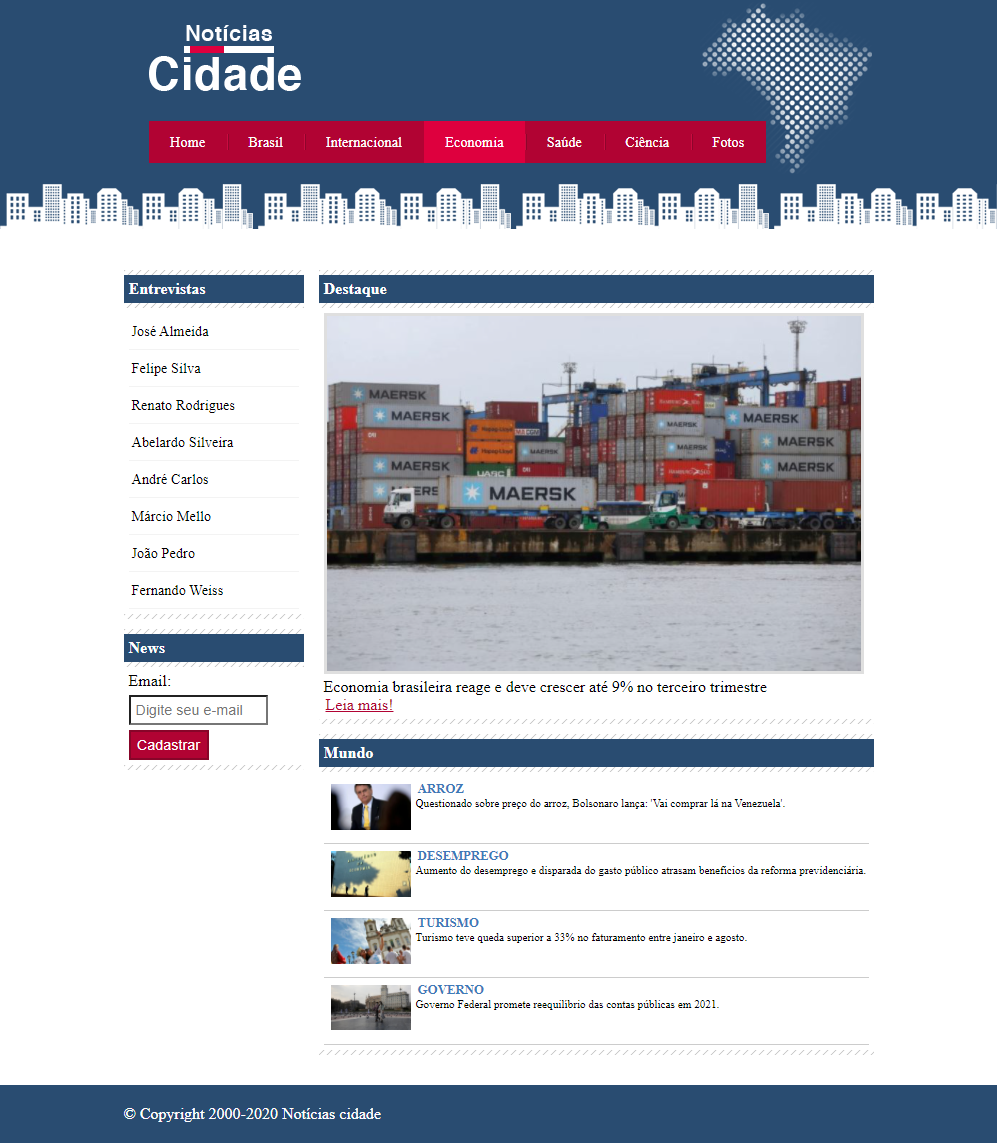 Notícias
Cidade
Home Brasil Internacional Economia Saúde Ciência Fotos
Entrevistas
José Almeida
Felipe Silva
Renato Rodrigues
Abelardo Silveira
André Carlos
Márcio Mello
João Pedro
Fernando Weiss
News
Email:
Digite seu e-mail
Cadastrar
Destaque
MAERSK
MAERSK
MAERSK
MAERSK
MAERSK
MAERSK
MAERSK
MAERSK
MAERSK
Economia brasileira reage e deve crescer até 9% no terceiro trimestre
Leia mais!
Mundo
ARROZ
Questionado sobre preço do arroz, Bolsonaro lança: 'Vai comprar lá na Venezuela'.
DESEMPREGO
Aumento do desemprego e disparada do gasto público atrasam benefícios da reforma previdenciária.
TURISMO
Turismo teve queda superior a 33% no faturamento entre janeiro e agosto.
GOVERNO
Governo Federal promete reequilíbrio das contas públicas em 2021.
© Copyright 2000-2020 Notícias cidade